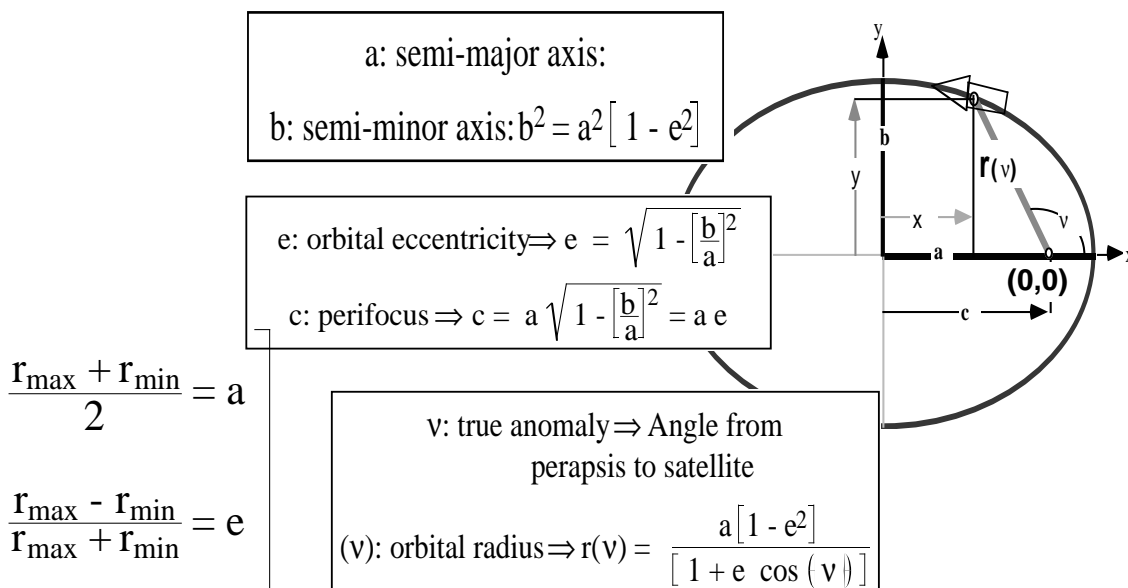 a: semi-major axis:
b: semi-minor axis: b² = a² [ 1 - e²]
e: orbital eccentricity ⇒ e = √(1 - [b/a]²)
c: perifocus ⇒ c = a √(1 - [b/a]²) = a e
(r_max + r_min)/2 = a
(r_max - r_min)/(r_max + r_min) = e
ν: true anomaly ⇒ Angle from
perapsis to satellite
(ν): orbital radius ⇒ r(ν) = a[1 - e²]/[ 1 + e cos (ν) ]
y
b
y
r(ν)
x
ν
a
x
(0,0)
c